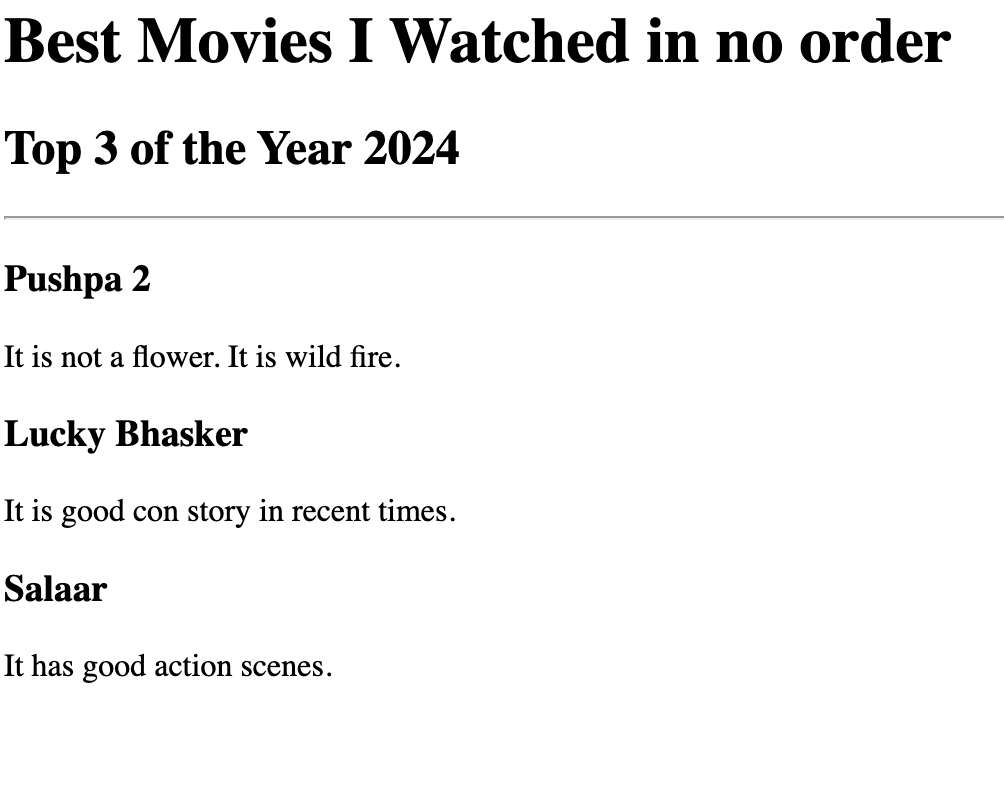 Best Movies I Watched in no order
Top 3 of the Year 2024
Pushpa 2
It is not a flower. It is wild fire.
Lucky Bhasker
It is good con story in recent times.
Salaar
It has good action scenes.